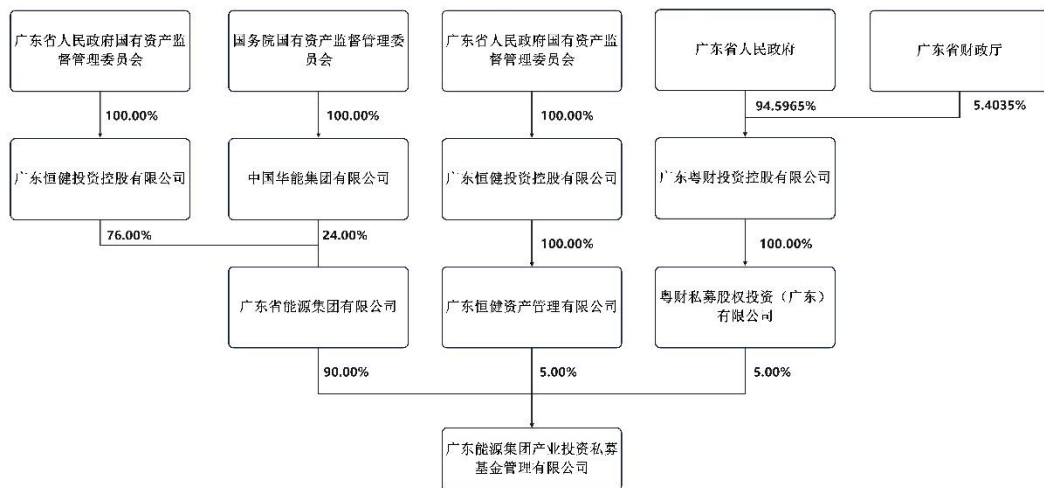 广东省人民政府国有资产监
督管理委员会
国务院国有资产监督管理委
员会
广东省人民政府国有资产监
督管理委员会
广东省人民政府
广东省财政厅
100.00%
100.00%
100.00%
94.5965%
5.4035%
广东恒健投资控股有限公司
中国华能集团有限公司
广东恒健投资控股有限公司
广东粤财投资控股有限公司
76.00%
24.00%
100.00%
100.00%
广东省能源集团有限公司
广东恒健资产管理有限公司
粤财私募股权投资（广东）
有限公司
90.00%
5.00%
5.00%
广东能源集团产业投资私募
基金管理有限公司